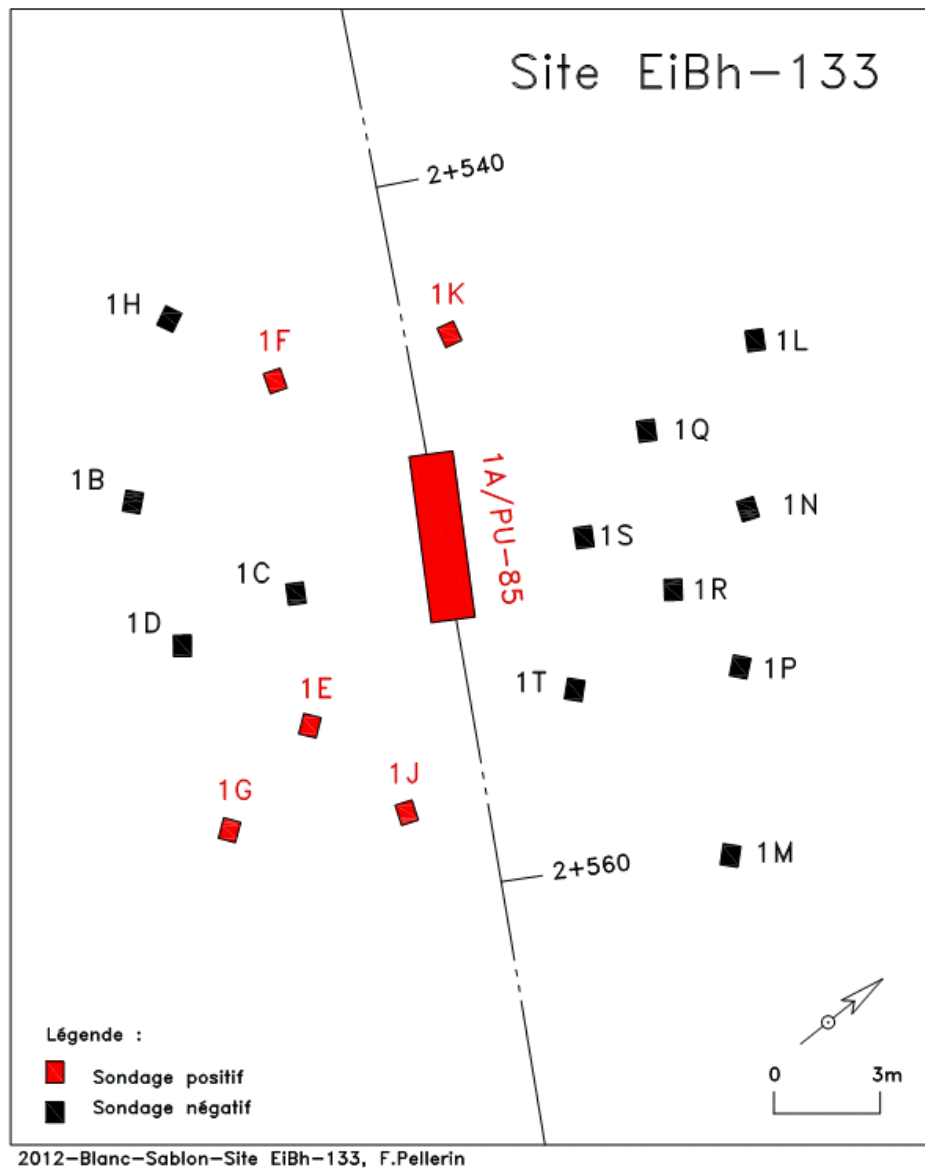 Site EiBh-133
2+540
1H
1K
1F
1L
1Q
1B
1A/PU-85
1N
1S
1C
1R
1D
1P
1T
1E
1J
1G
1M
2+560
Légende :
Sondage positif
Sondage négatif
0 3m
2012-Blanc-Sablon-Site EiBh-133, F.Pellerin